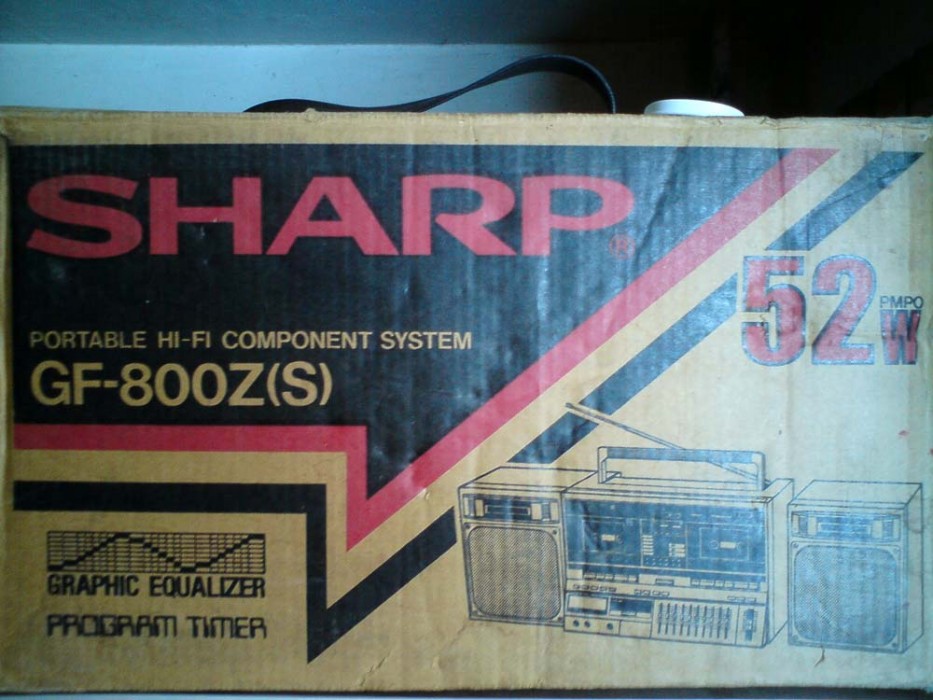 SHARP®
52 PMPO W
PORTABLE HI-FI COMPONENT SYSTEM
GF-800Z(S)
GRAPHIC EQUALIZER
PROGRAM TIMER